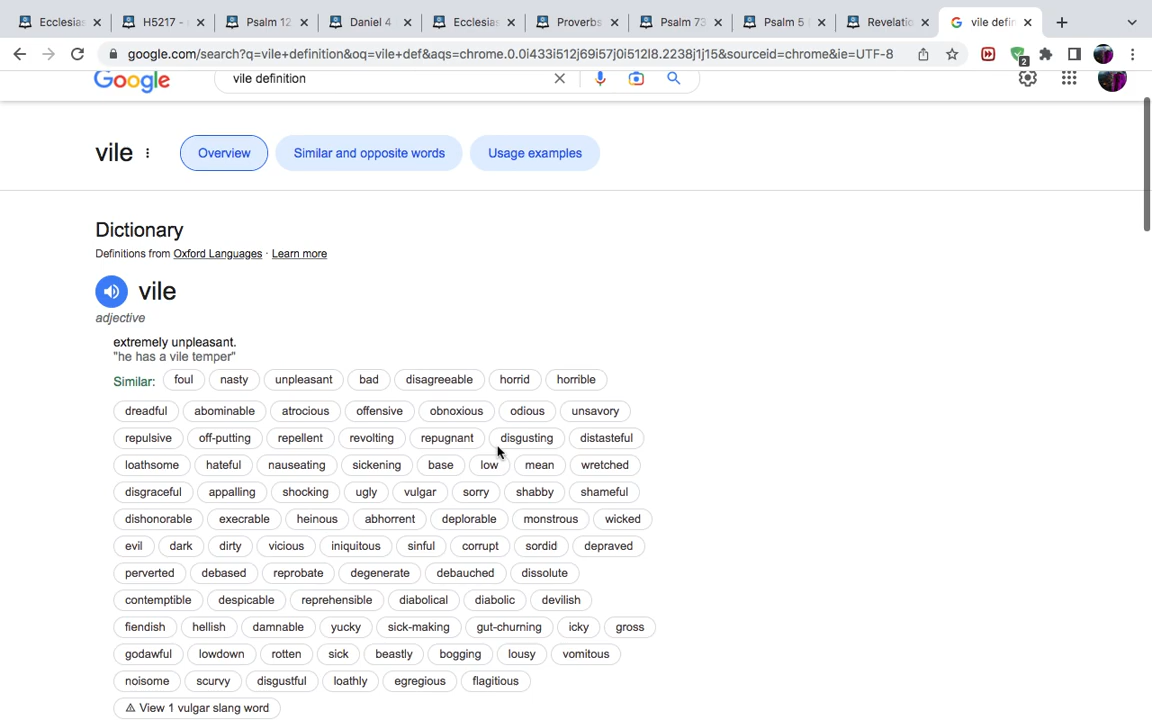 Ecclesias H5217 - Psalm 12 Daniel 4 Ecclesias Proverbs Psalm 73 Psalm 5 Revelatio vile defin
google.com/search?q=vile+definition&oq=vile+def&aqs=chrome.0.0i433i512j69i57j0i512l8.2238j1j15&sourceid=chrome&ie=UTF-8
2
Google vile definition
vile Overview Similar and opposite words Usage examples
Dictionary
Definitions from Oxford Languages · Learn more
vile
adjective
extremely unpleasant.
"he has a vile temper"
Similar: foul nasty unpleasant bad disagreeable horrid horrible
dreadful abominable atrocious offensive obnoxious odious unsavory
repulsive off-putting repellent revolting repugnant disgusting distasteful
loathsome hateful nauseating sickening base low mean wretched
disgraceful appalling shocking ugly vulgar sorry shabby shameful
dishonorable execrable heinous abhorrent deplorable monstrous wicked
evil dark dirty vicious iniquitous sinful corrupt sordid depraved
perverted debased reprobate degenerate debauched dissolute
contemptible despicable reprehensible diabolical diabolic devilish
fiendish hellish damnable yucky sick-making gut-churning icky gross
godawful lowdown rotten sick beastly bogging lousy vomitous
noisome scurvy disgustful loathly egregious flagitious
View 1 vulgar slang word